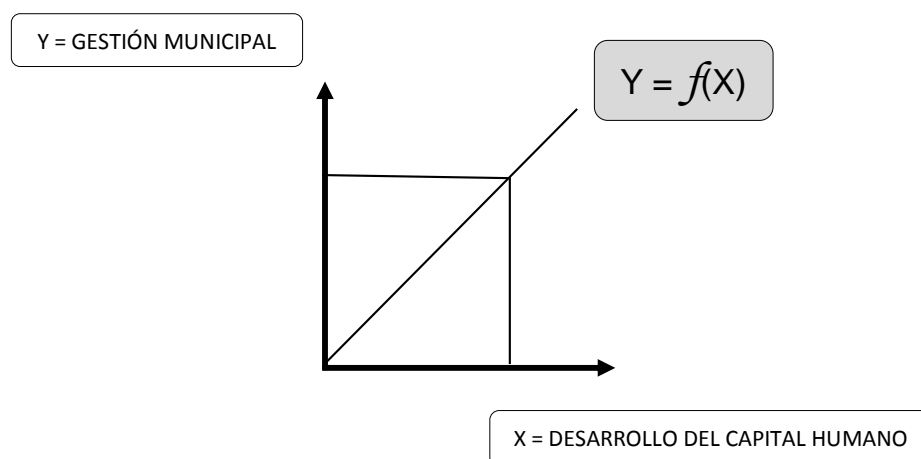 Y = GESTIÓN MUNICIPAL
Y = f(X)
X = DESARROLLO DEL CAPITAL HUMANO